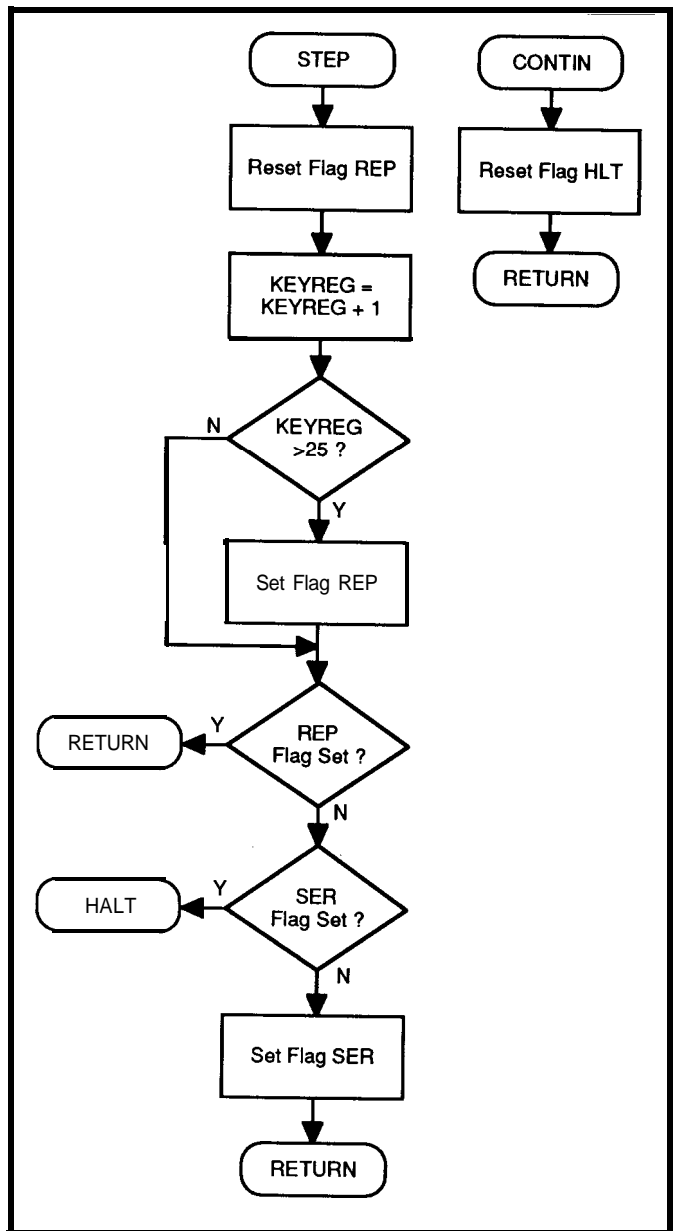 STEP
Reset Flag REP
KEYREG =
KEYREG + 1
KEYREG
>25 ?
N
Y
Set Flag REP
REP
Flag Set ?
Y
RETURN
N
SER
Flag Set ?
Y
HALT
N
Set Flag SER
RETURN
CONTIN
Reset Flag HLT
RETURN